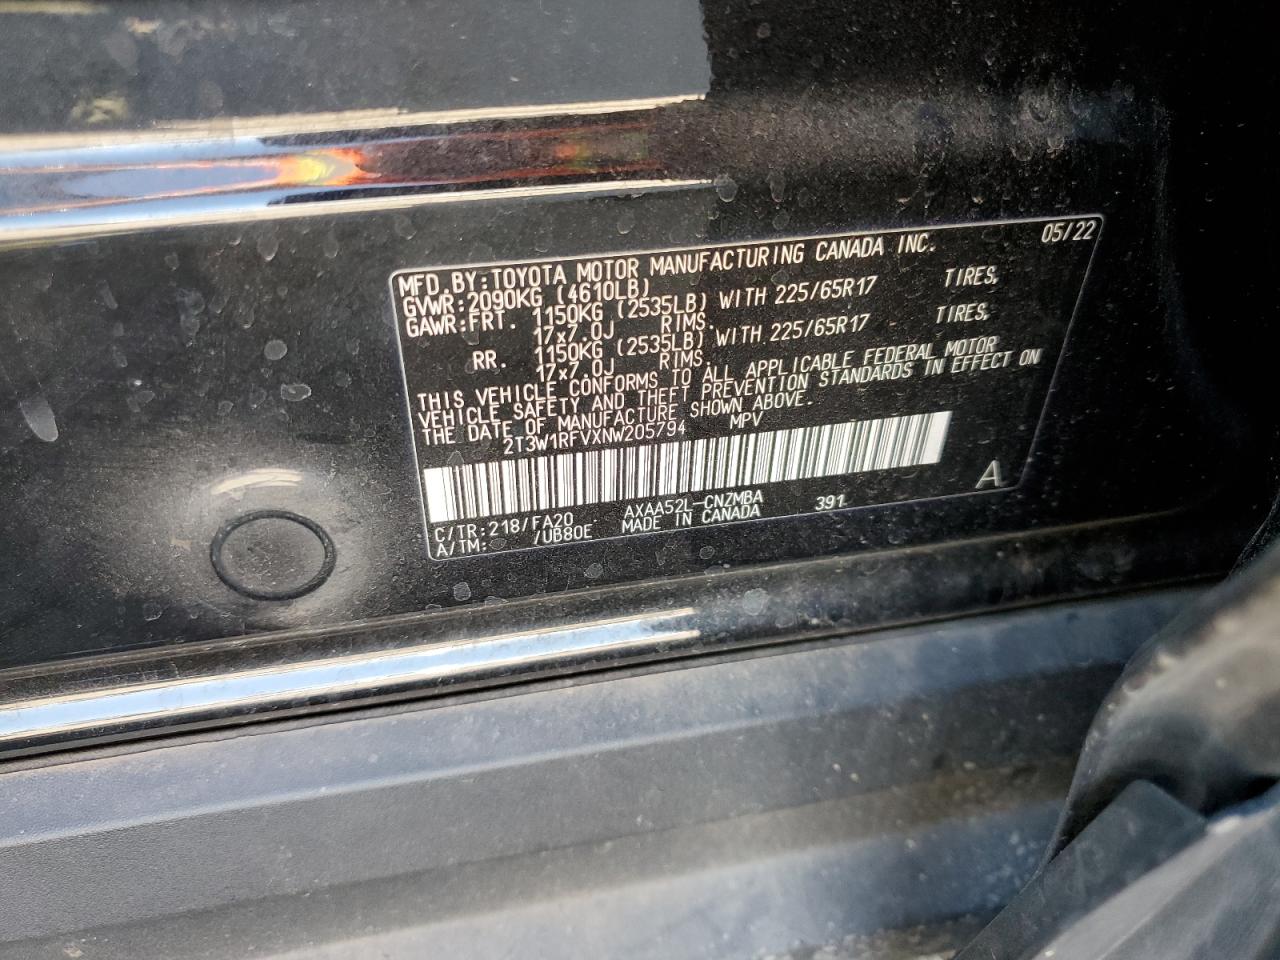 MFD.BY:TOYOTA MOTOR MANUFACTURING CANADA INC. 05/22
GVWR:2090KG (4610LB)
GAWR:FRT. 1150KG (2535LB) WITH 225/65R17 TIRES,
17x7.0J RIMS.
RR. 1150KG (2535LB) WITH 225/65R17 TIRES,
17x7.0J RIMS.
THIS VEHICLE CONFORMS TO ALL APPLICABLE FEDERAL MOTOR
VEHICLE SAFETY AND THEFT PREVENTION STANDARDS IN EFFECT ON
THE DATE OF MANUFACTURE SHOWN ABOVE.
2T3W1RFVXNW205794 MPV
C/TR:218/FA20 AXAA52L-CNZMBA 391 A
A/TM: /UB80E MADE IN CANADA